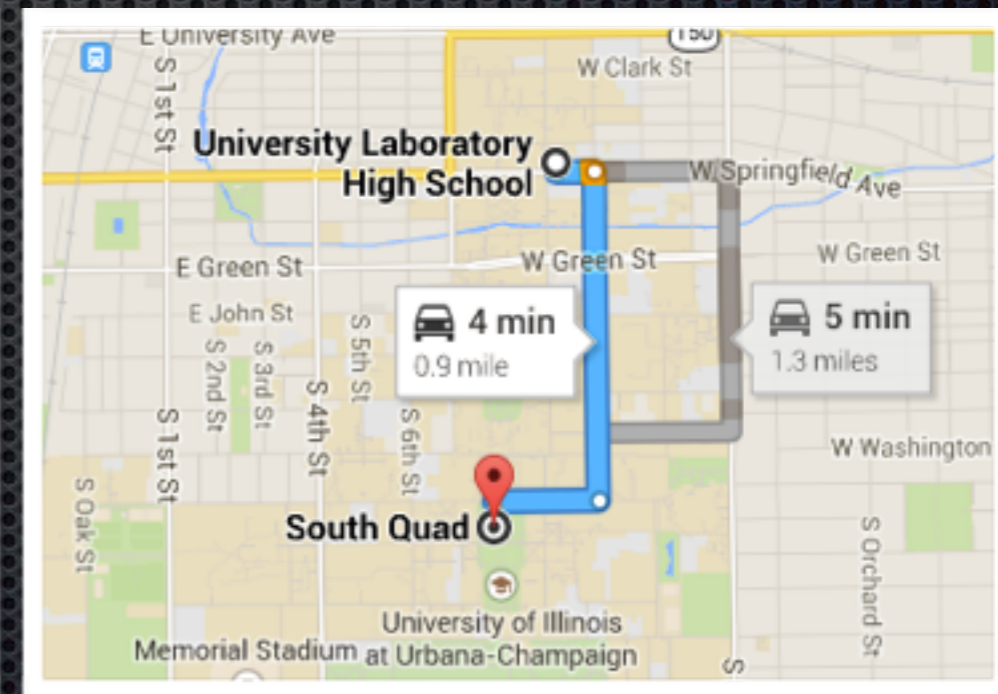 E University Ave
150
W Clark St
S 1st St
University Laboratory
High School
W Springfield Ave
E Green St
W Green St
W Green St
E John St
4 min
0.9 mile
5 min
1.3 miles
S 5th St
S 2nd St
S 3rd St
S 4th St
S 6th St
S 1st St
W Washington
S Oak St
South Quad
S Orchard St
University of Illinois
at Urbana-Champaign
Memorial Stadium
S